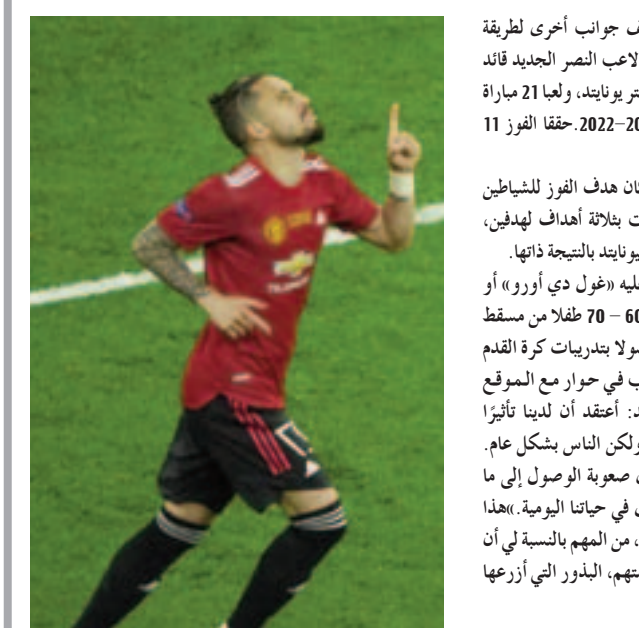 ف جوانب أخرى لطريقة
لاعب النصر الجديد قائد
تر يونايتد، ولعبا 21 مباراة
20–2022.حققا الفوز 11
كان هدف الفوز للشياطين
ت بثلاثة أهداف لهدفين،
يونايتد بالنتيجة ذاتها.
ليه «غول دي أورو» أو
60 – 70 طفلا من مسقط
سولا بتدريبات كرة القدم
ب في حوار مع الموقع
د: أعتقد أن لدينا تأثيرًا
ولكن الناس بشكل عام.
ن صعوبة الوصول إلى ما
ن في حياتنا اليومية.»هذا
، من المهم بالنسبة لي أن
تهم، البذور التي أزرعها